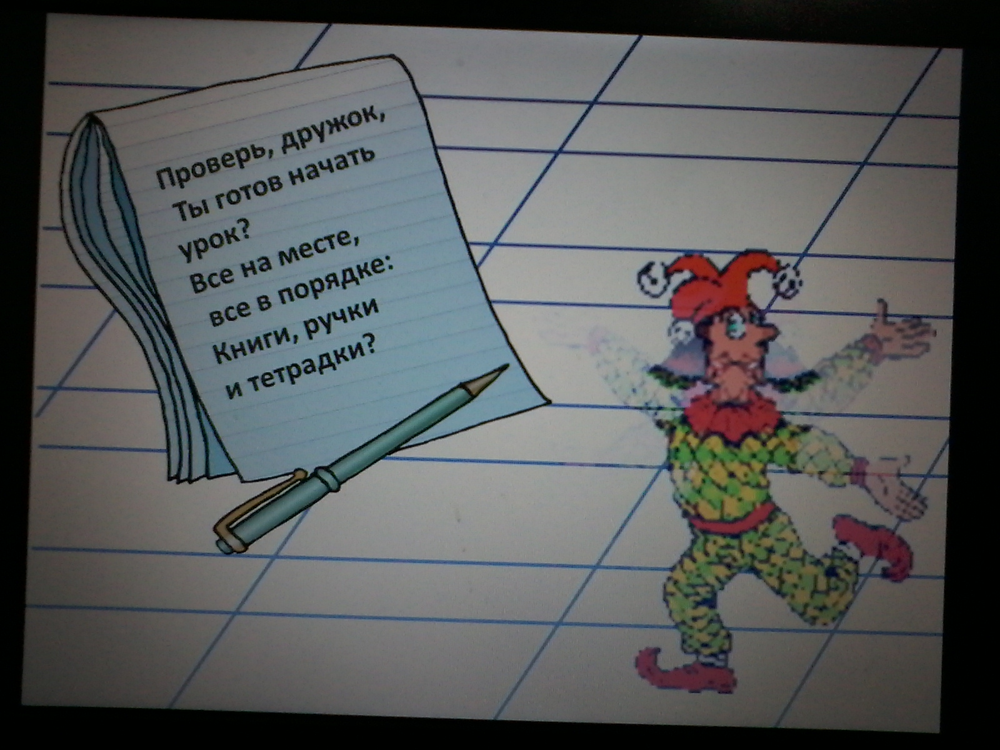 Проверь, дружок,
Ты готов начать
урок?
Все на месте,
все в порядке:
Книги, ручки
и тетрадки?